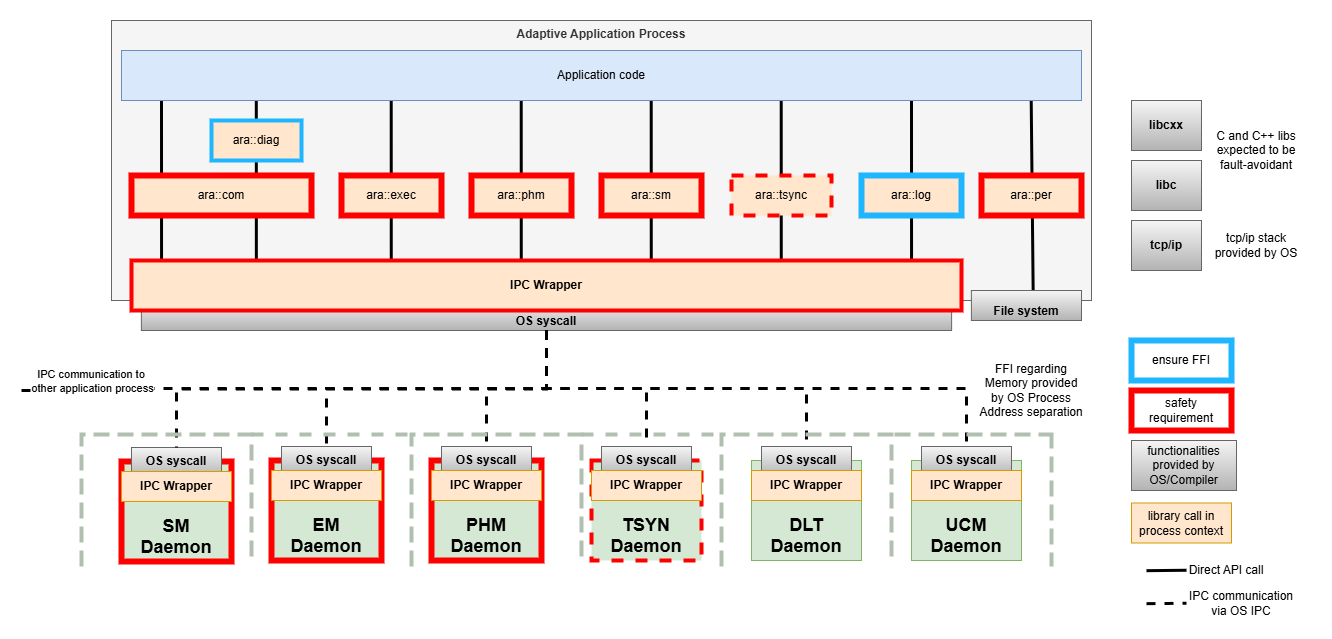 Adaptive Application Process
Application code
ara::diag
ara::com
ara::exec
ara::phm
ara::sm
ara::tsync
ara::log
ara::per
IPC Wrapper
OS syscall
File system
libcxx
libc
tcp/ip
C and C++ libs
expected to be
fault-avoidant
tcp/ip stack
provided by OS
IPC communication to
other application process
FFI regarding
Memory provided
by OS Process
Address separation
OS syscall
IPC Wrapper
SM
Daemon
OS syscall
IPC Wrapper
EM
Daemon
OS syscall
IPC Wrapper
PHM
Daemon
OS syscall
IPC Wrapper
TSYN
Daemon
OS syscall
IPC Wrapper
DLT
Daemon
OS syscall
IPC Wrapper
UCM
Daemon
ensure FFI
safety
requirement
functionalities
provided by
OS/Compiler
library call in
process context
Direct API call
IPC communication
via OS IPC